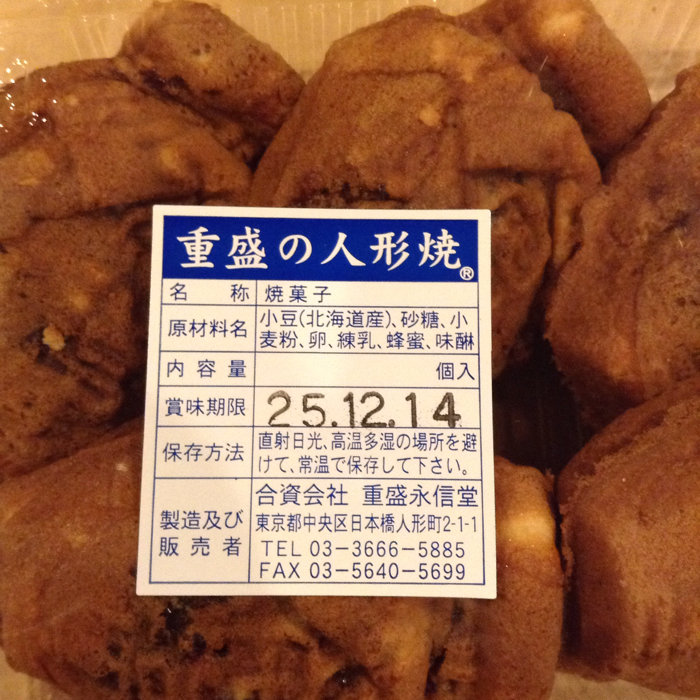 重盛の人形焼®
名称 焼菓子
原材料名 小豆(北海道産)、砂糖、小
麦粉、卵、練乳、蜂蜜、味醂
内容量 個入
賞味期限 25.12.14
保存方法 直射日光、高温多湿の場所を避
けて、常温で保存して下さい。
製造及び
販売者
合資会社 重盛永信堂
東京都中央区日本橋人形町2-1-1
TEL 03-3666-5885
FAX 03-5640-5699